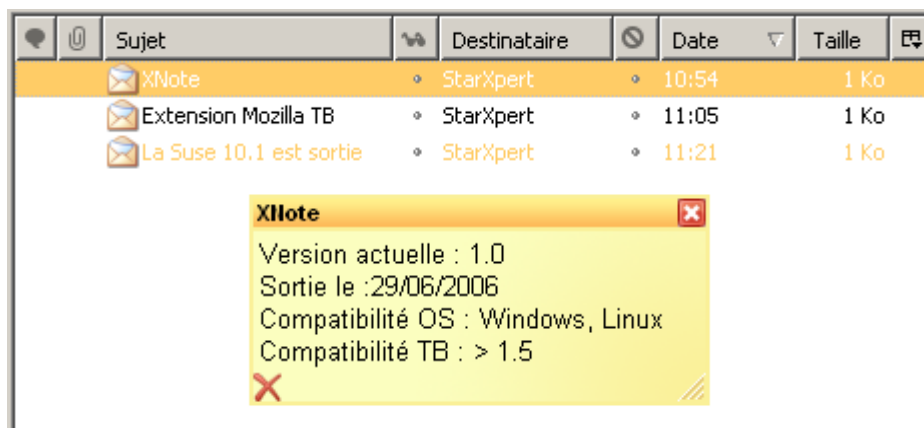 Sujet Destinataire Date Taille
XNote StarXpert 10:54 1 Ko
Extension Mozilla TB StarXpert 11:05 1 Ko
La Suse 10.1 est sortie StarXpert 11:21 1 Ko
XNote
Version actuelle : 1.0
Sortie le :29/06/2006
Compatibilité OS : Windows, Linux
Compatibilité TB : > 1.5